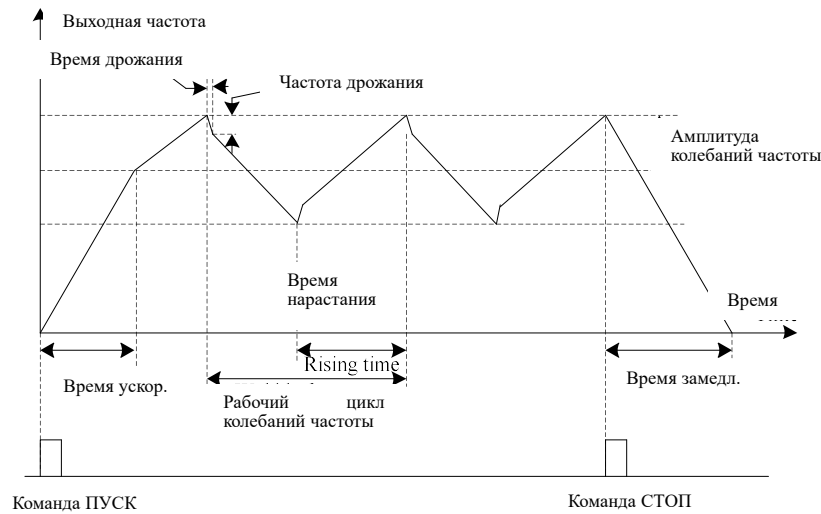 Выходная частота
Время дрожания
Частота дрожания
Амплитуда
колебаний частоты
Время
нарастания
Время
Rising time
Время ускор.
Время замедл.
Рабочий цикл
колебаний частоты
Команда ПУСК
Команда СТОП